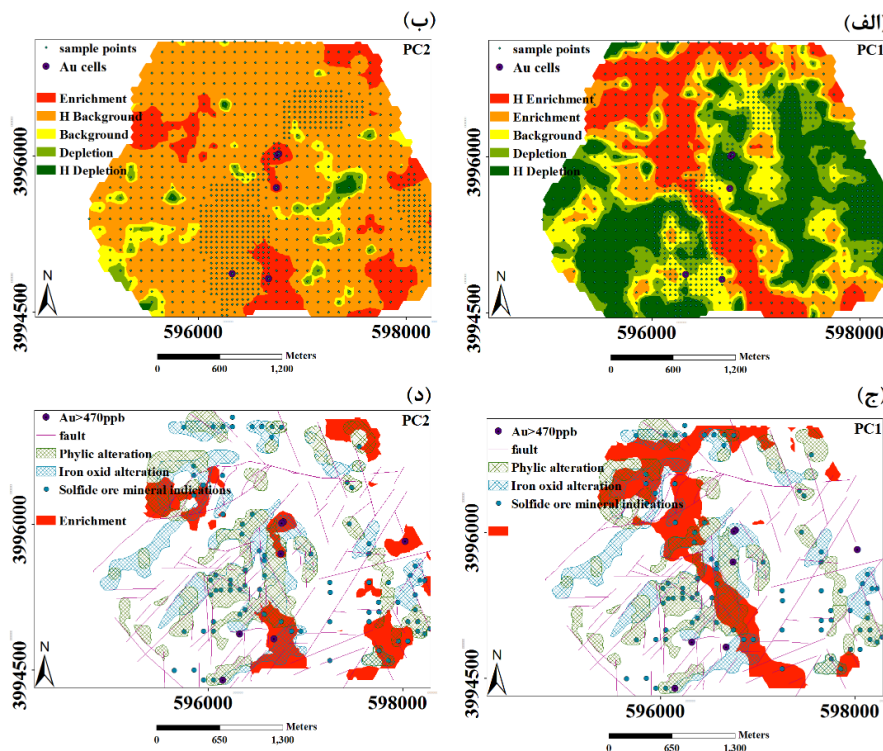 (ب)
PC2
sample points
Au cells
Enrichment
H Background
Background
Depletion
H Depletion
3996000
3994500
N
596000
598000
Meters
0 600 1,200
(الف)
PC1
sample points
Au cells
H Enrichment
Enrichment
Background
Depletion
H Depletion
3996000
3994500
N
596000
598000
Meters
0 600 1,200
(د)
PC2
Au>470ppb
fault
Phylic alteration
Iron oxid alteration
Solfide ore mineral indications
Enrichment
3996000
3994500
N
596000
598000
Meters
0 650 1,300
(ج)
PC1
Au>470ppb
fault
Phylic alteration
Iron oxid alteration
Solfide ore mineral indications
3996000
3994500
N
596000
598000
Meters
0 650 1,300